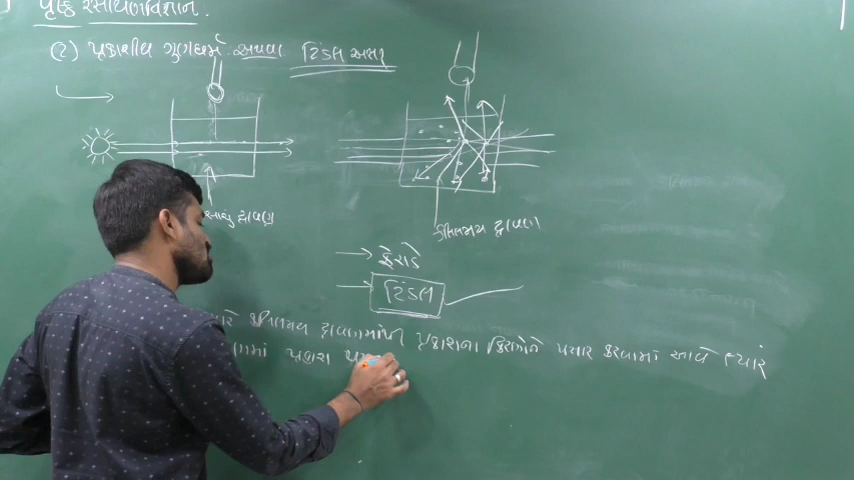 પૃષ્ઠ રસાયણવિજ્ઞાન.
(2) પ્રકાશીય ગુણધર્મ અથવા ટિંડલ અસર
સાચું દ્રાવણ
કલિલમય દ્રાવણ
→ ફેરાડે
→ ટિંડલ
કલિલમય દ્રાવણમાંથી પ્રકાશના કિરણોને પસાર કરવામાં આવે ત્યારે
પ્રકાશ